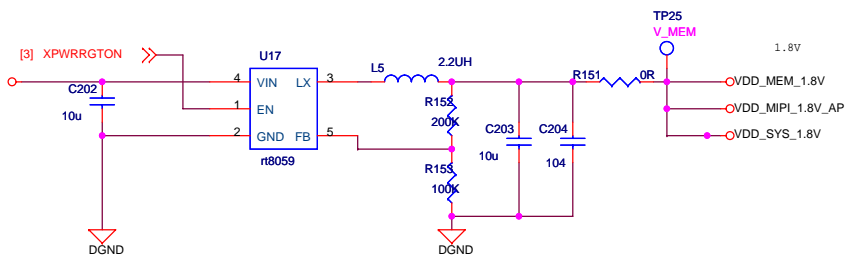 TP25
V_MEM
1.8V
[3] XPWRRGTON
U17
L5 2.2UH
R151 0R
4 VIN LX 3
VDD_MEM_1.8V
C202
10u
1 EN
R152
200K
VDD_MIPI_1.8V_AP
2 GND FB 5
C203
10u
C204
104
VDD_SYS_1.8V
rt8059
R153
100K
DGND
DGND